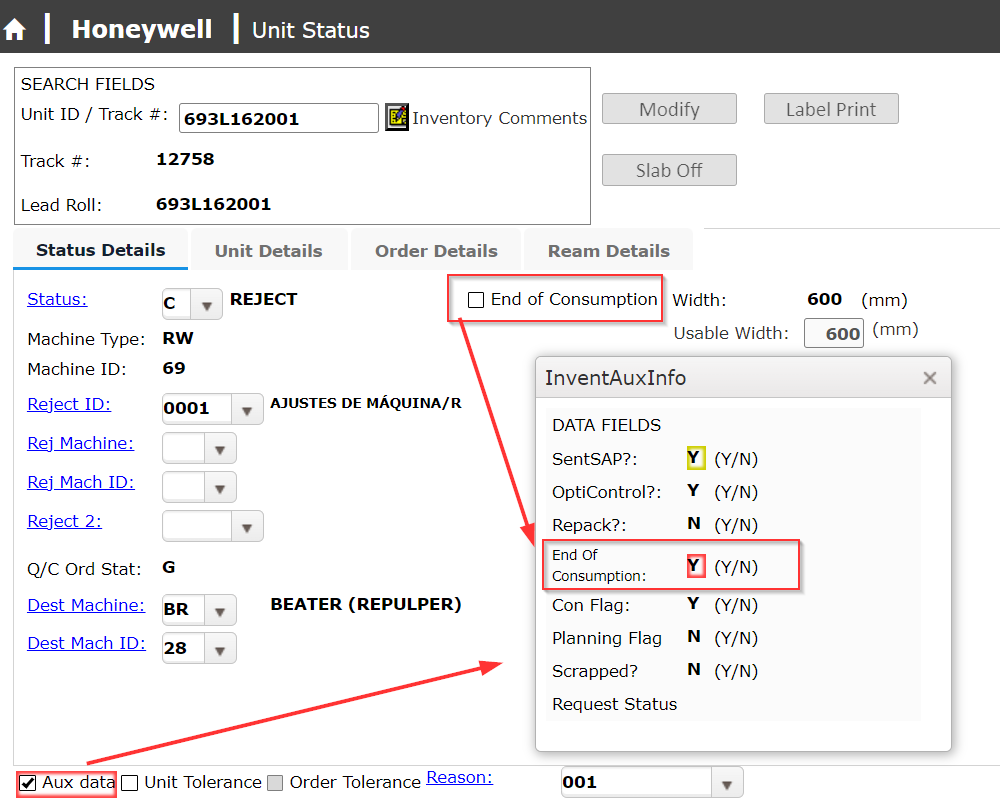 Honeywell
Unit Status
SEARCH FIELDS
Unit ID / Track #: 693L162001 Inventory Comments
Track #: 12758
Lead Roll: 693L162001
Modify Label Print
Slab Off
Status Details Unit Details Order Details Ream Details
Status: C REJECT End of Consumption Width: 600 (mm)
Usable Width: 600 (mm)
Machine Type: RW
Machine ID: 69
Reject ID: 0001 AJUSTES DE MÁQUINA/R
Rej Machine:
Rej Mach ID:
Reject 2:
Q/C Ord Stat: G
Dest Machine: BR BEATER (REPULPER)
Dest Mach ID: 28
InventAuxInfo
DATA FIELDS
SentSAP?: Y (Y/N)
OptiControl?: Y (Y/N)
Repack?: N (Y/N)
End Of
Consumption: Y (Y/N)
Con Flag: Y (Y/N)
Planning Flag N (Y/N)
Scrapped? N (Y/N)
Request Status
Aux data Unit Tolerance Order Tolerance Reason: 001